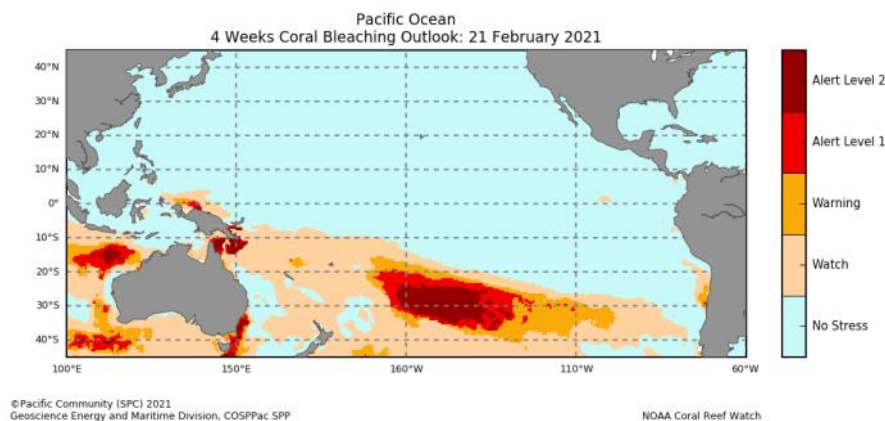 Pacific Ocean
4 Weeks Coral Bleaching Outlook: 21 February 2021
40°N
30°N
20°N
10°N
0°
10°S
20°S
30°S
40°S
100°E
150°E
160°W
110°W
60°W
Alert Level 2
Alert Level 1
Warning
Watch
No Stress
©Pacific Community (SPC) 2021
Geoscience Energy and Maritime Division, COSPPac SPP
NOAA Coral Reef Watch